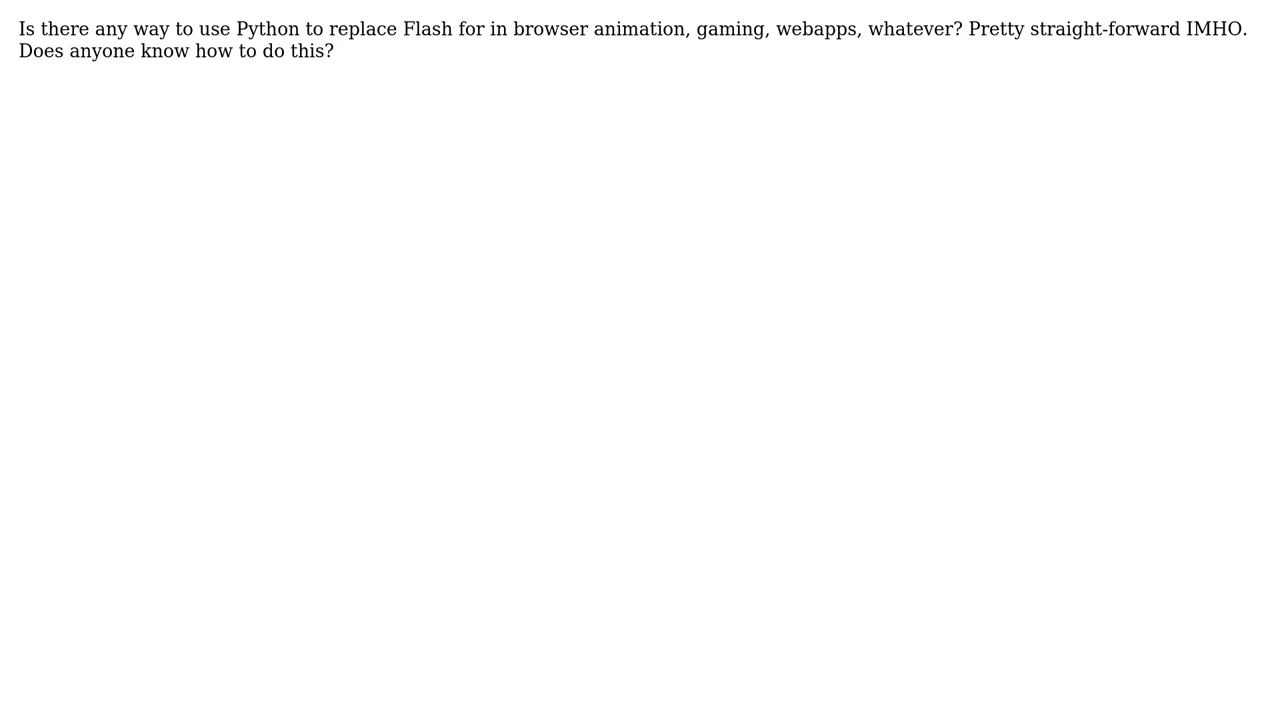 Is there any way to use Python to replace Flash for in browser animation, gaming, webapps, whatever? Pretty straight-forward IMHO.
Does anyone know how to do this?